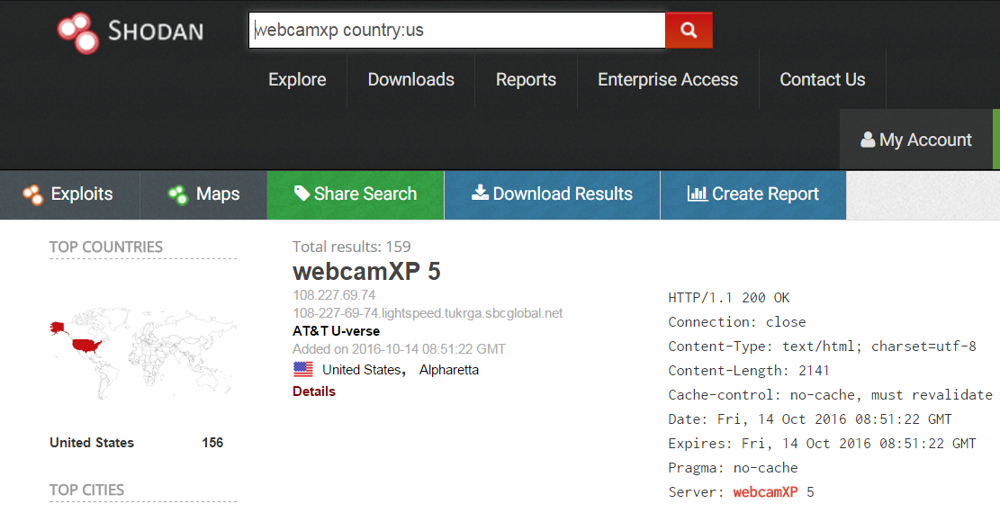 SHODAN
webcamxp country:us
Explore
Downloads
Reports
Enterprise Access
Contact Us
My Account
Exploits
Maps
Share Search
Download Results
Create Report
TOP COUNTRIES
United States 156
TOP CITIES
Total results: 159
webcamXP 5
108.227.69.74
108-227-69-74.lightspeed.tukrga.sbcglobal.net
AT&T U-verse
Added on 2016-10-14 08:51:22 GMT
United States, Alpharetta
Details
HTTP/1.1 200 OK
Connection: close
Content-Type: text/html; charset=utf-8
Content-Length: 2141
Cache-control: no-cache, must revalidate
Date: Fri, 14 Oct 2016 08:51:22 GMT
Expires: Fri, 14 Oct 2016 08:51:22 GMT
Pragma: no-cache
Server: webcamXP 5